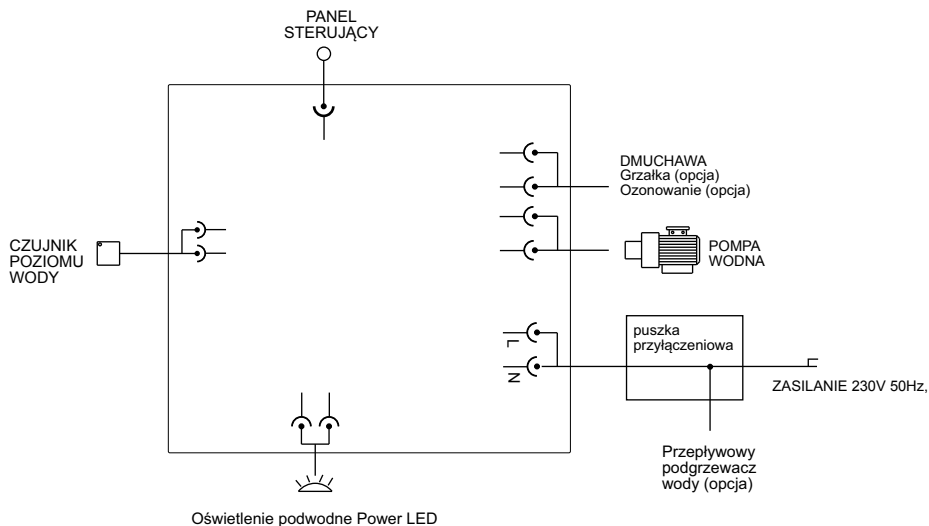 PANEL
STERUJĄCY
DMUCHAWA
Grzałka (opcja)
Ozonowanie (opcja)
CZUJNIK
POZIOMU
WODY
POMPA
WODNA
L
N
puszka
przyłączeniowa
ZASILANIE 230V 50Hz,
Przepływowy
podgrzewacz
wody (opcja)
Oświetlenie podwodne Power LED